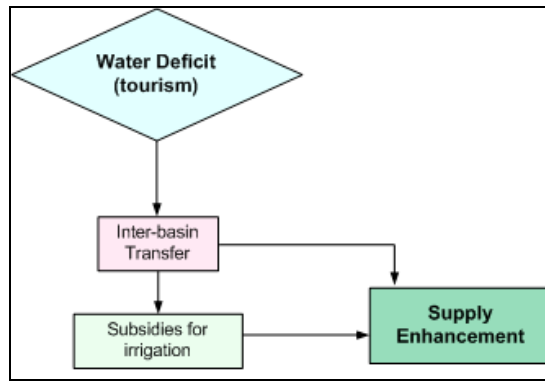 Water Deficit
(tourism)
Inter-basin
Transfer
Subsidies for
irrigation
Supply
Enhancement